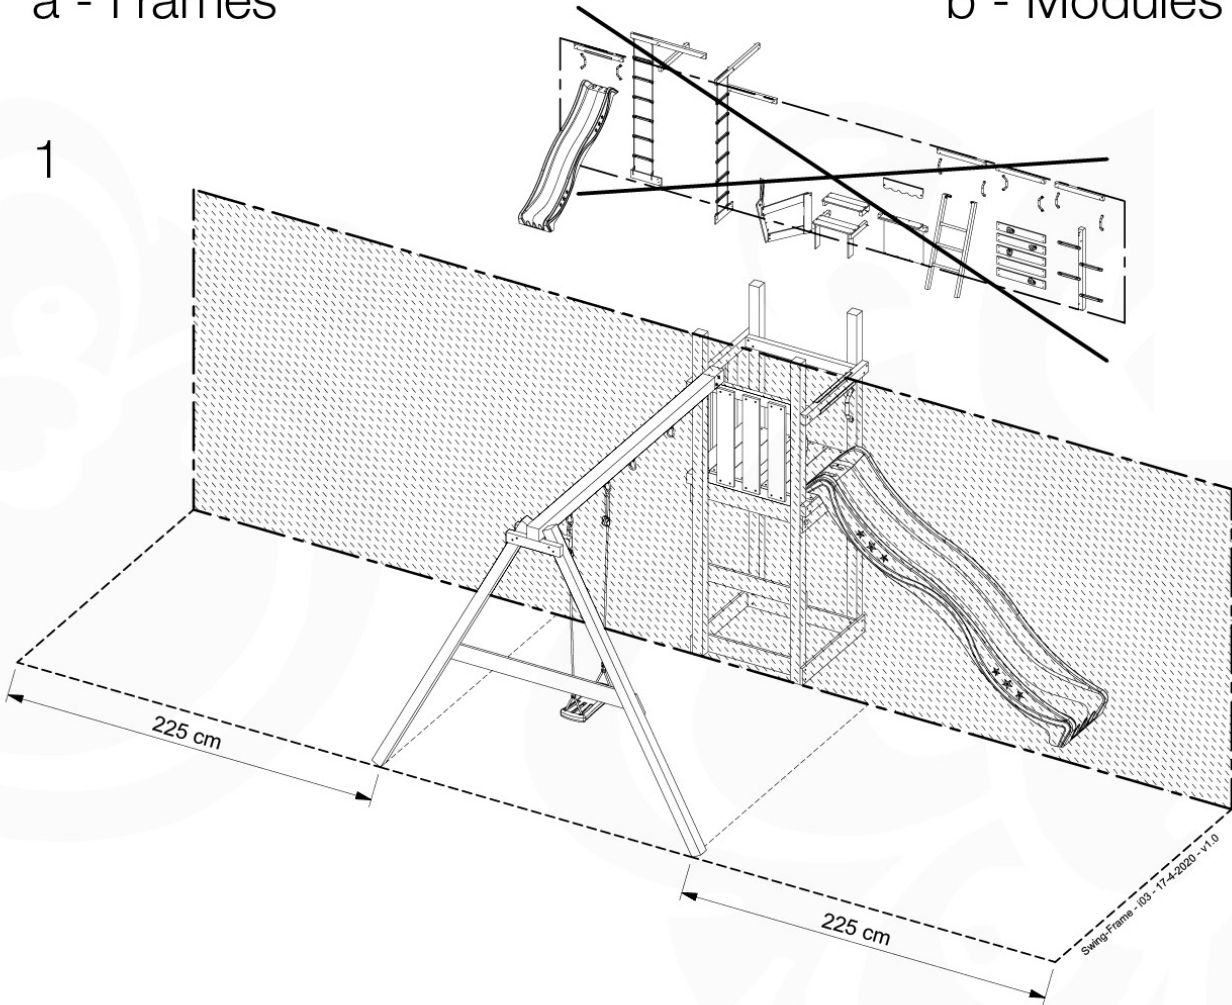 a - Frames
b - Modules
1
225 cm
225 cm
Swing-Frame - i03 - 17-4-2020 - v1.0